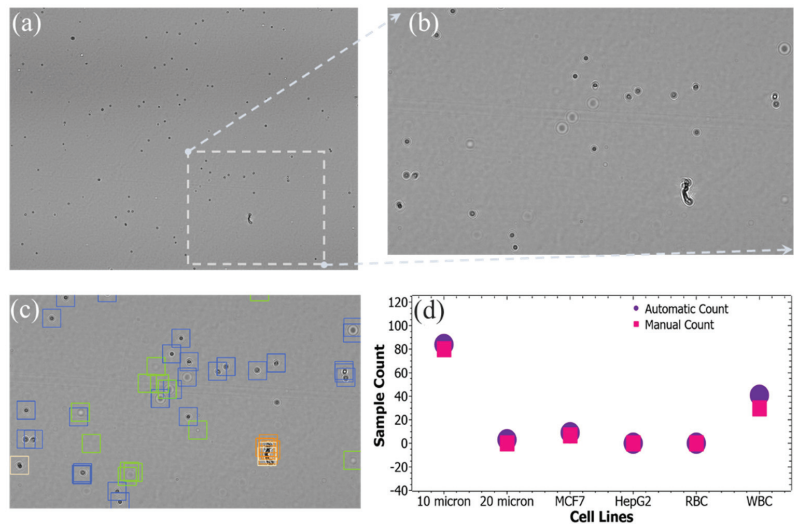 (a)
(b)
(c)
(d)
120
100
80
60
40
20
0
-20
-40
Sample Count
Automatic Count
Manual Count
10 micron 20 micron MCF7 HepG2 RBC WBC
Cell Lines